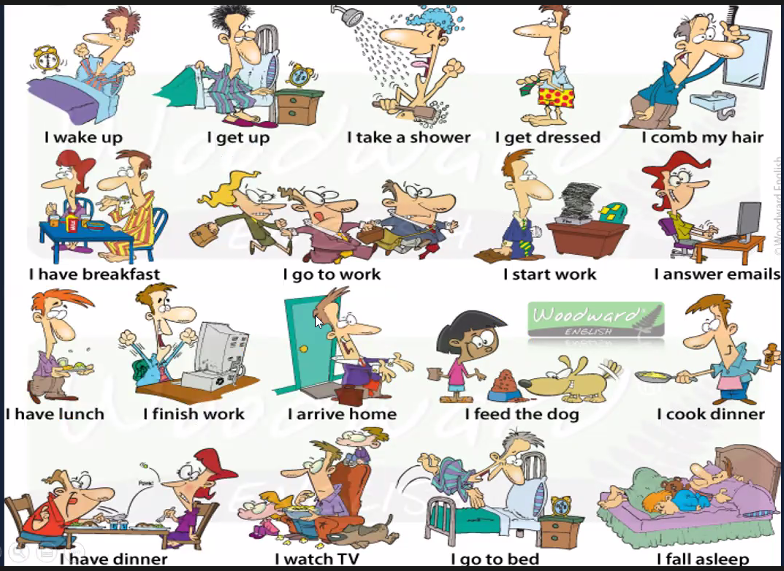 I wake up
I get up
I take a shower
I get dressed
I comb my hair
I have breakfast
I go to work
I start work
I answer emails
I have lunch
I finish work
I arrive home
I feed the dog
Woodward
ENGLISH
I cook dinner
I have dinner
I watch TV
I go to bed
I fall asleep